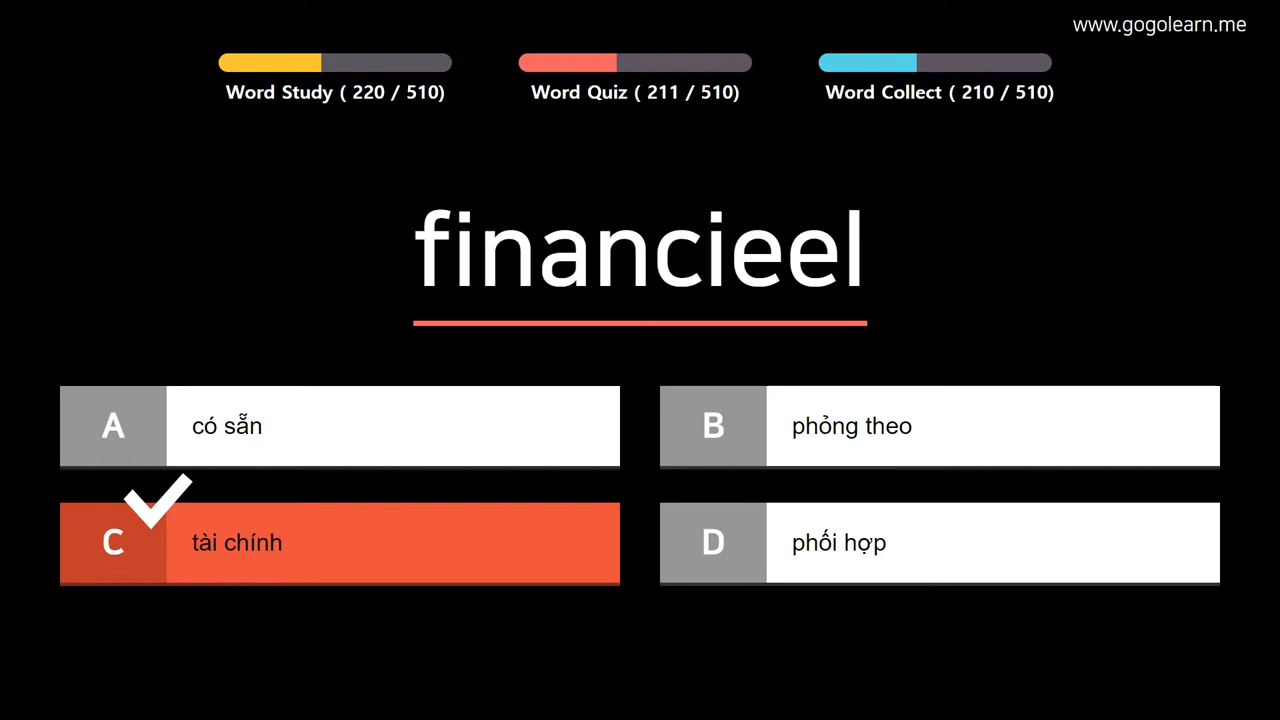 www.gogolearn.me
Word Study ( 220 / 510)
Word Quiz ( 211 / 510)
Word Collect ( 210 / 510)
financieel
A
có sẵn
B
phỏng theo
C
tài chính
D
phối hợp